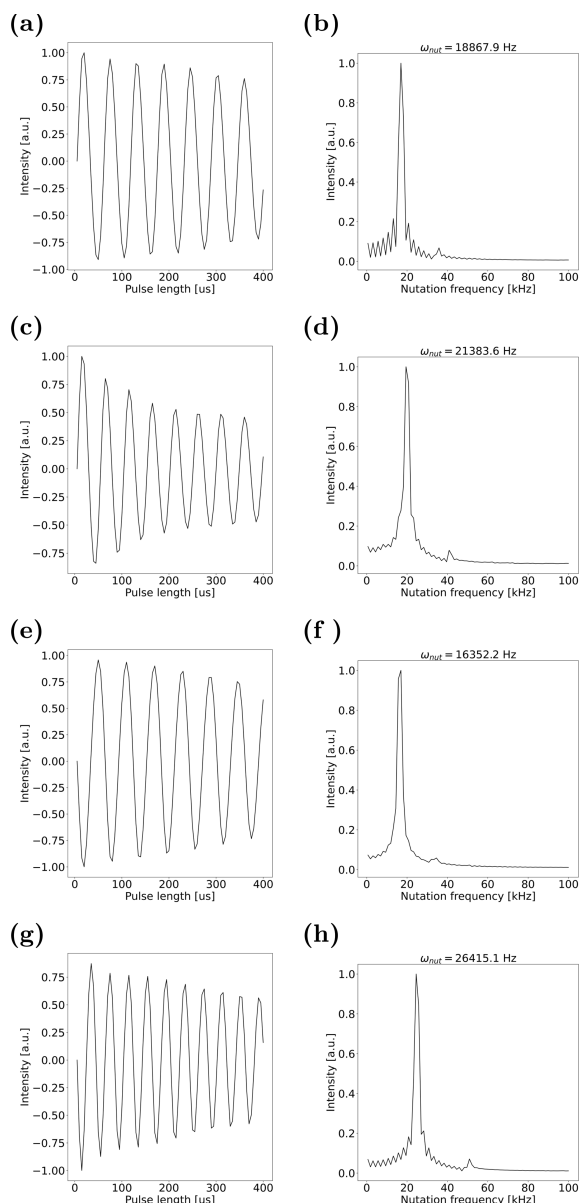 (a)
1.00
0.75
0.50
0.25
0.00
−0.25
−0.50
−0.75
−1.00
Intensity [a.u.]
0 100 200 300 400
Pulse length [us]
(b)
ω_nut = 18867.9 Hz
1.0
0.8
0.6
0.4
0.2
0.0
Intensity [a.u.]
0 20 40 60 80 100
Nutation frequency [kHz]
(c)
1.00
0.75
0.50
0.25
0.00
−0.25
−0.50
−0.75
Intensity [a.u.]
0 100 200 300 400
Pulse length [us]
(d)
ω_nut = 21383.6 Hz
1.0
0.8
0.6
0.4
0.2
0.0
Intensity [a.u.]
0 20 40 60 80 100
Nutation frequency [kHz]
(e)
1.00
0.75
0.50
0.25
0.00
−0.25
−0.50
−0.75
−1.00
Intensity [a.u.]
0 100 200 300 400
Pulse length [us]
(f )
ω_nut = 16352.2 Hz
1.0
0.8
0.6
0.4
0.2
0.0
Intensity [a.u.]
0 20 40 60 80 100
Nutation frequency [kHz]
(g)
0.75
0.50
0.25
0.00
−0.25
−0.50
−0.75
−1.00
Intensity [a.u.]
0 100 200 300 400
Pulse length [us]
(h)
ω_nut = 26415.1 Hz
1.0
0.8
0.6
0.4
0.2
0.0
Intensity [a.u.]
0 20 40 60 80 100
Nutation frequency [kHz]